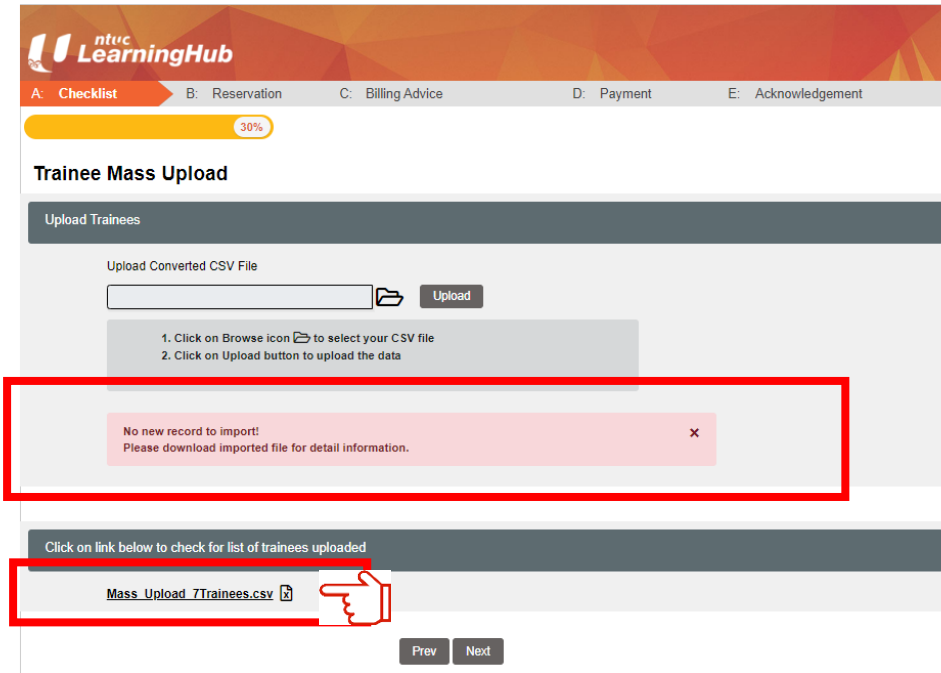 ntuc
LearningHub
A: Checklist B: Reservation C: Billing Advice D: Payment E: Acknowledgement
30%
Trainee Mass Upload
Upload Trainees
Upload Converted CSV File
Upload
1. Click on Browse icon to select your CSV file
2. Click on Upload button to upload the data
No new record to import! ×
Please download imported file for detail information.
Click on link below to check for list of trainees uploaded
Mass_Upload_7Trainees.csv
Prev Next